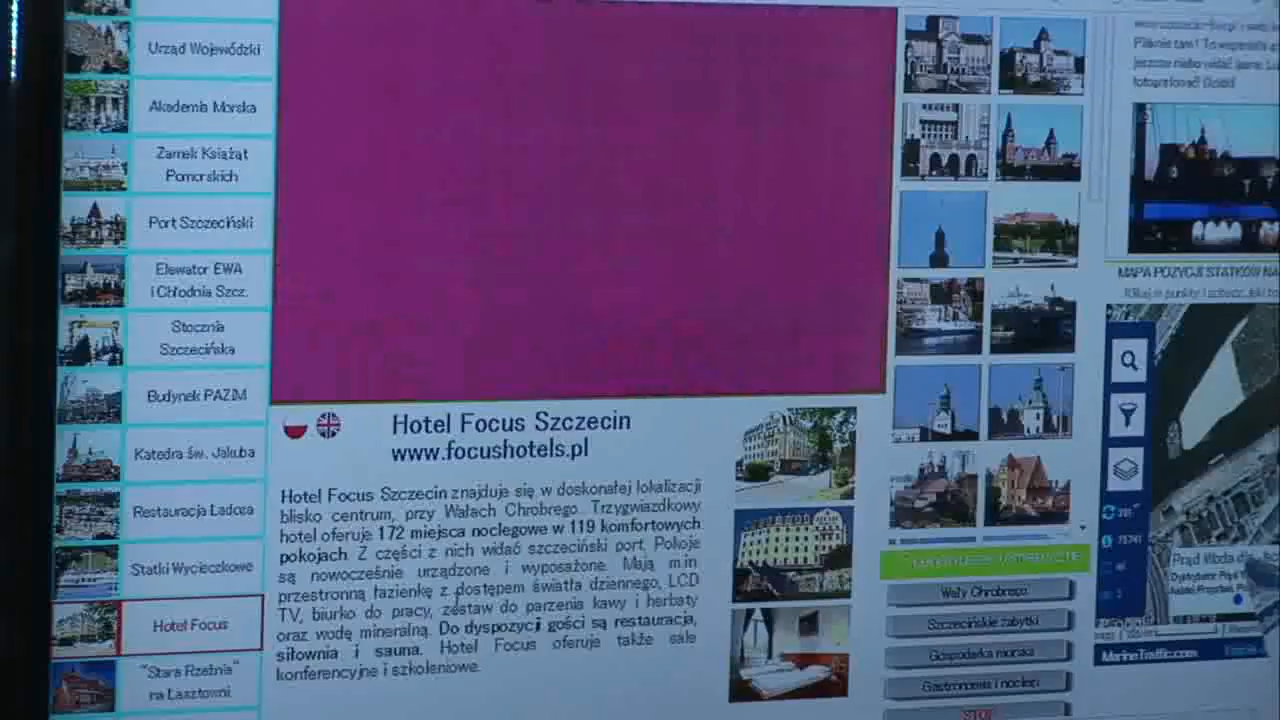 Urząd Wojewódzki
Akademia Morska
Zamek Książąt
Pomorskich
Port Szczeciński
Elewator EWA
i Chłodnia Szcz.
Stocznia
Szczecińska
Budynek PAZIM
Katedra św. Jakuba
Restauracja Ładoga
Statki Wycieczkowe
Hotel Focus
"Stara Rzeźnia"
na Łasztowni
Hotel Focus Szczecin
www.focushotels.pl
Hotel Focus Szczecin znajduje się w doskonałej lokalizacji
blisko centrum, przy Wałach Chrobrego. Trzygwiazdkowy
hotel oferuje 172 miejsca noclegowe w 119 komfortowych
pokojach. Z części z nich widać szczeciński port. Pokoje
są nowocześnie urządzone i wyposażone. Mają m.in.
przestronną łazienkę z dostępem światła dziennego, LCD
TV, biurko do pracy, zestaw do parzenia kawy i herbaty
oraz wodę mineralną. Do dyspozycji gości są restauracja,
siłownia i sauna. Hotel Focus oferuje także sale
konferencyjne i szkoleniowe.
Wały Chrobrego
Szczecińskie zabytki
Gospodarka morska
Gastronomia i noclegi
STOP
MAPA POZYCJI STATKÓW NA
MarineTraffic.com